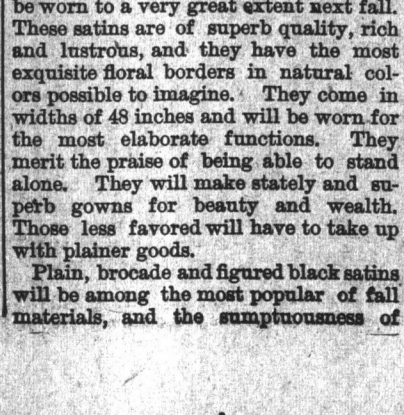 be worn to a very great extent next fall.
These satins are of superb quality, rich
and lustrous, and they have the most
exquisite floral borders in natural col-
ors possible to imagine. They come in
widths of 48 inches and will be worn for
the most elaborate functions. They
merit the praise of being able to stand
alone. They will make stately and su-
perb gowns for beauty and wealth.
Those less favored will have to take up
with plainer goods.
Plain, brocade and figured black satins
will be among the most popular of fall
materials, and the sumptuousness of